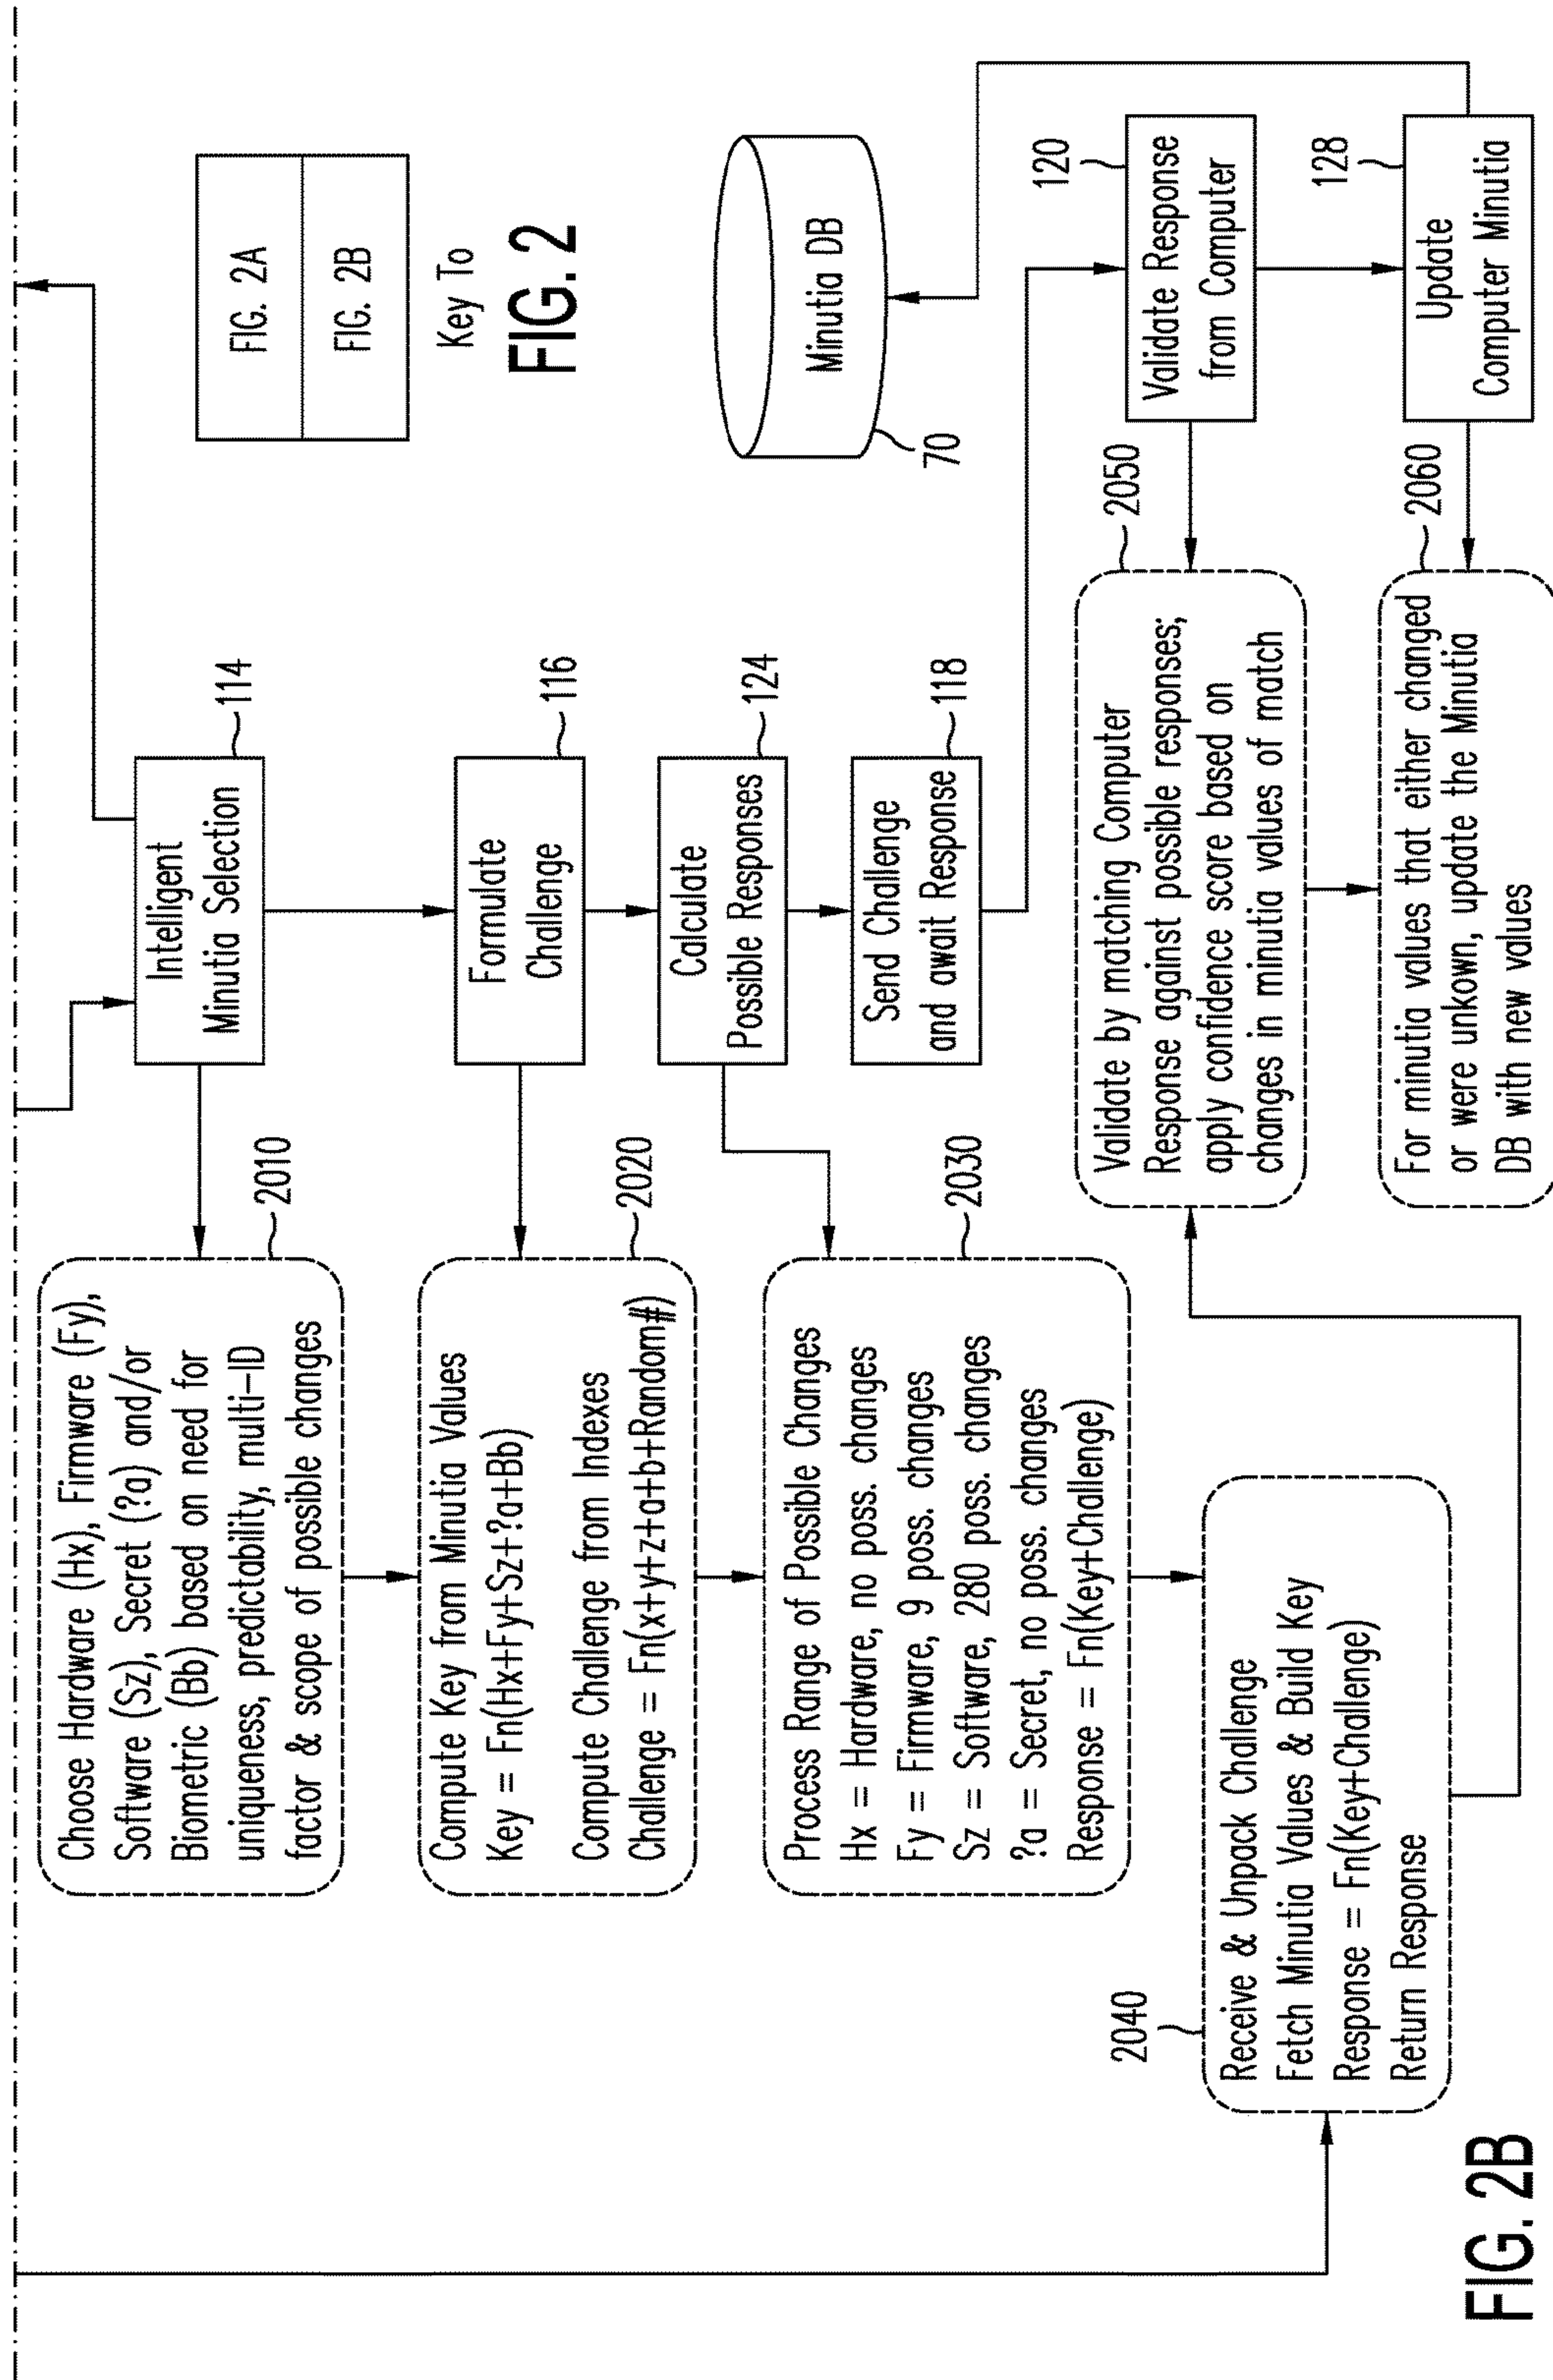 Choose Hardware (Hx), Firmware (Fy),
Software (Sz), Secret (?a) and/or
Biometric (Bb) based on need for
uniqueness, predictability, multi-ID
factor & scope of possible changes
2010
Intelligent
Minutia Selection
114
FIG. 2A
FIG. 2B
Key To
FIG. 2
Compute Key from Minutia Values
Key = Fn(Hx+Fy+Sz+?a+Bb)
Compute Challenge from Indexes
Challenge = Fn(x+y+z+a+b+Random#)
2020
Formulate
Challenge
116
Process Range of Possible Changes
Hx = Hardware, no poss. changes
Fy = Firmware, 9 poss. changes
Sz = Software, 280 poss. changes
?a = Secret, no poss. changes
Response = Fn(Key+Challenge)
2030
Calculate
Possible Responses
124
Send Challenge
and await Response
118
Minutia DB
70
2040
Receive & Unpack Challenge
Fetch Minutia Values & Build Key
Response = Fn(Key+Challenge)
Return Response
Validate by matching Computer
Response against possible responses;
apply confidence score based on
changes in minutia values of match
2050
Validate Response
from Computer
120
For minutia values that either changed
or were unkown, update the Minutia
DB with new values
2060
Update
Computer Minutia
128
FIG. 2B